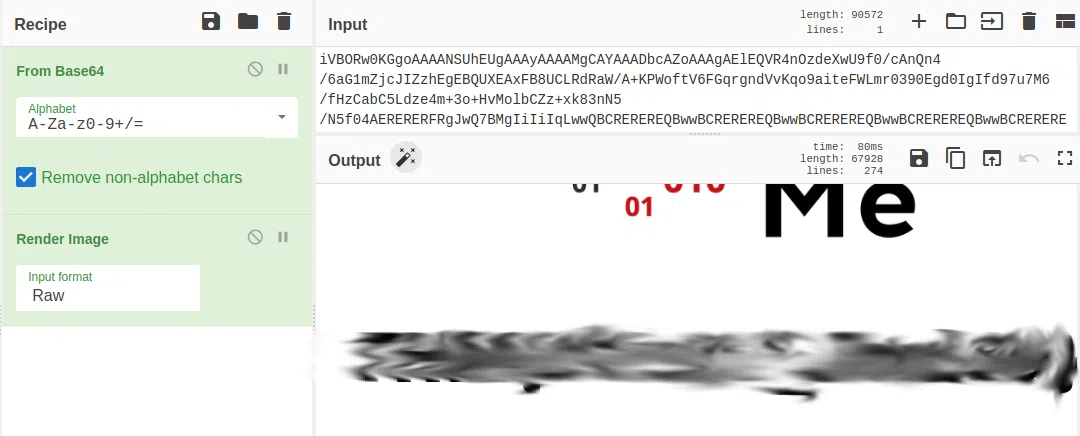 Recipe
From Base64
Alphabet
A-Za-z0-9+/=
Remove non-alphabet chars
Render Image
Input format
Raw
Input
length: 90572
lines: 1
iVBORw0KGgoAAAANSUhEUgAAAyAAAAMgCAYAAADbcAZoAAAgAElEQVR4nOzdeXwU9f0/cAnQn4
/6aG1mZjcJIZzhEgEBQUXEAxFB8UCLRdRaW/A+KPWoftV6FGqrgndVvKqo9aiteFWLmr0390Egd0IgIfd97u7M6
/fHzCabC5Ldze4m+3o+HvMolbCZz+xk83nN5
/N5f04AERERERFRgJwQ7BMgIiIiIqLwwQBCREREREQBwwBCREREREQBwwBCREREREQBwwBCREREREQBwwBCRERE
Output
time: 80ms
length: 67928
lines: 274
01
010
01
Me